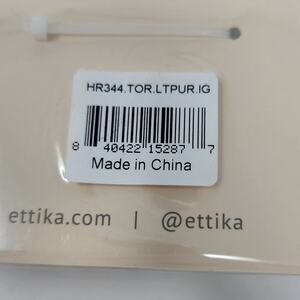 HR344.TOR.LTPUR.IG
8 40422 15287 7
Made in China
ettika.com | @ettika